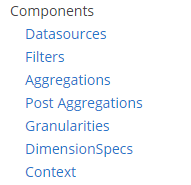 Components
Datasources
Filters
Aggregations
Post Aggregations
Granularities
DimensionSpecs
Context